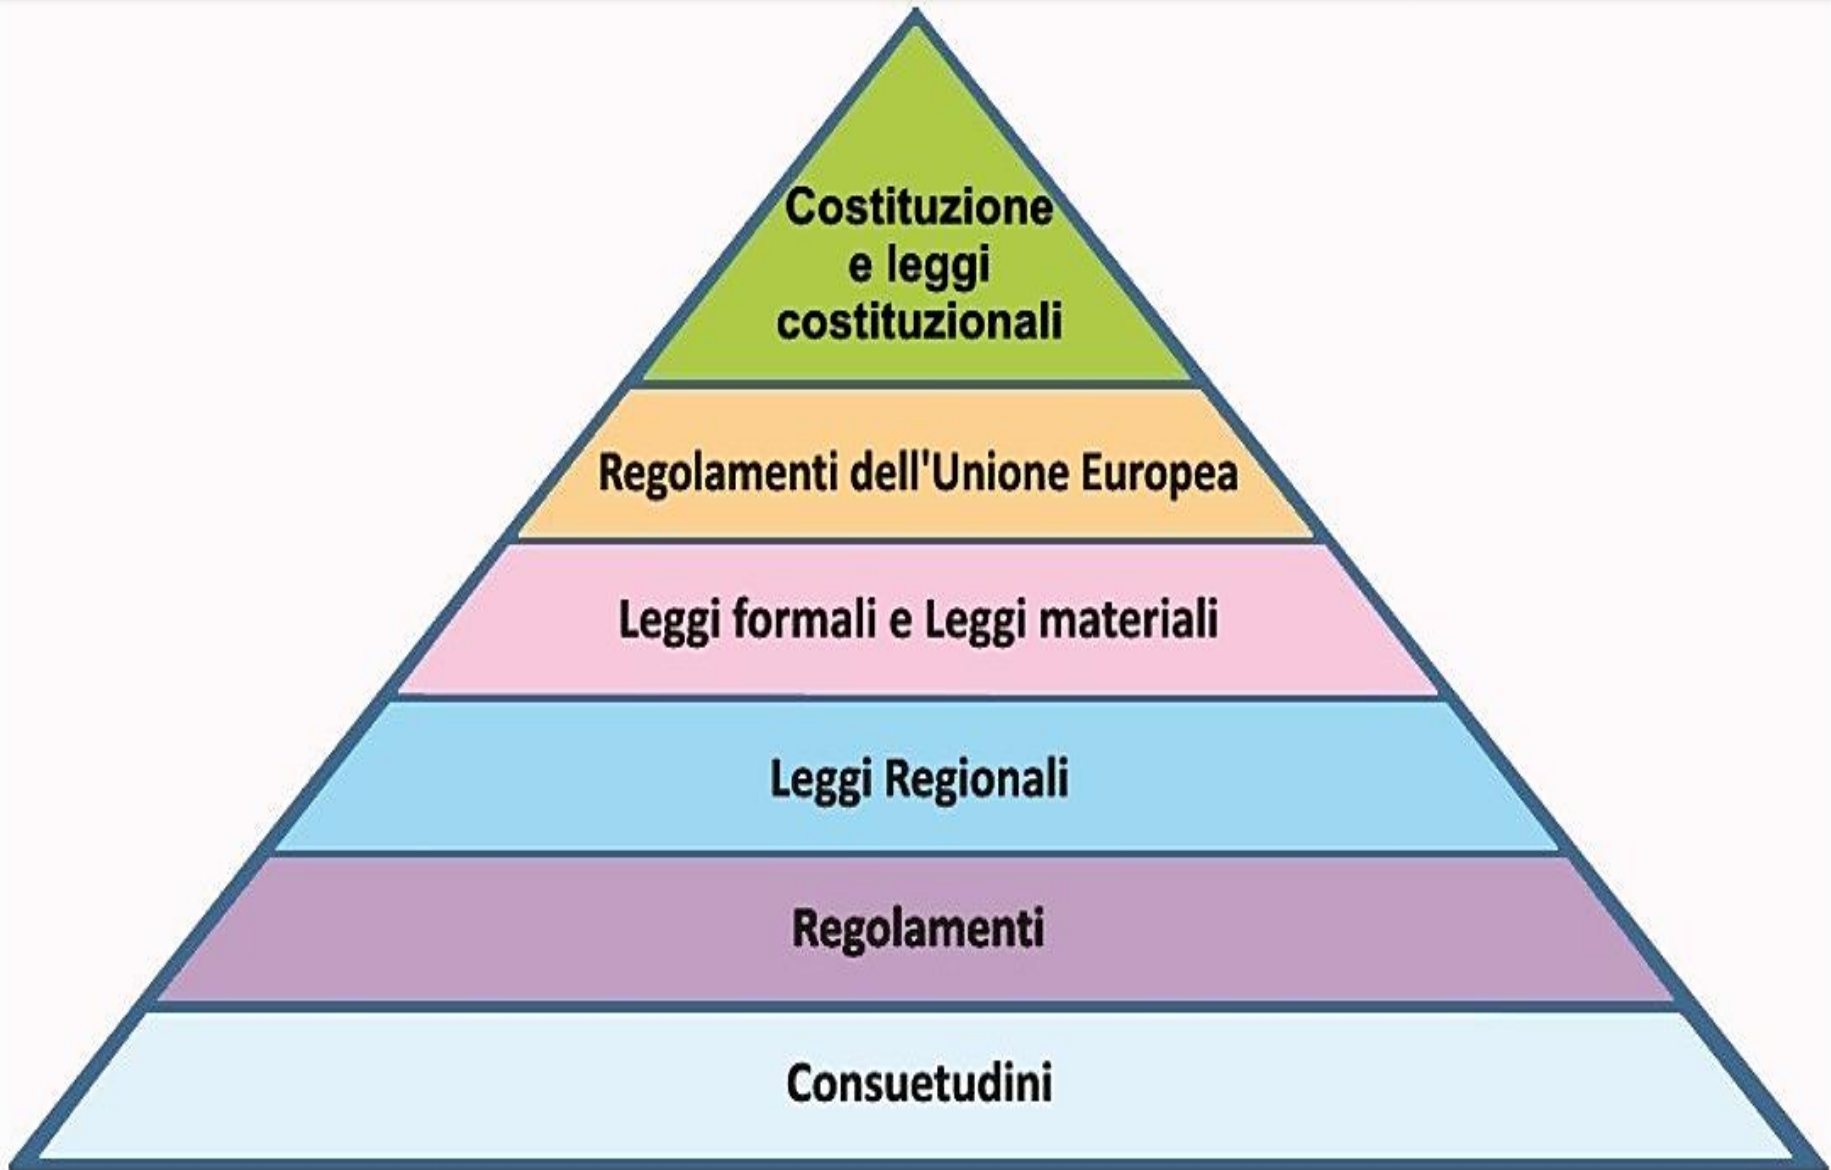 Costituzione
e leggi
costituzionali
Regolamenti dell'Unione Europea
Leggi formali e Leggi materiali
Leggi Regionali
Regolamenti
Consuetudini